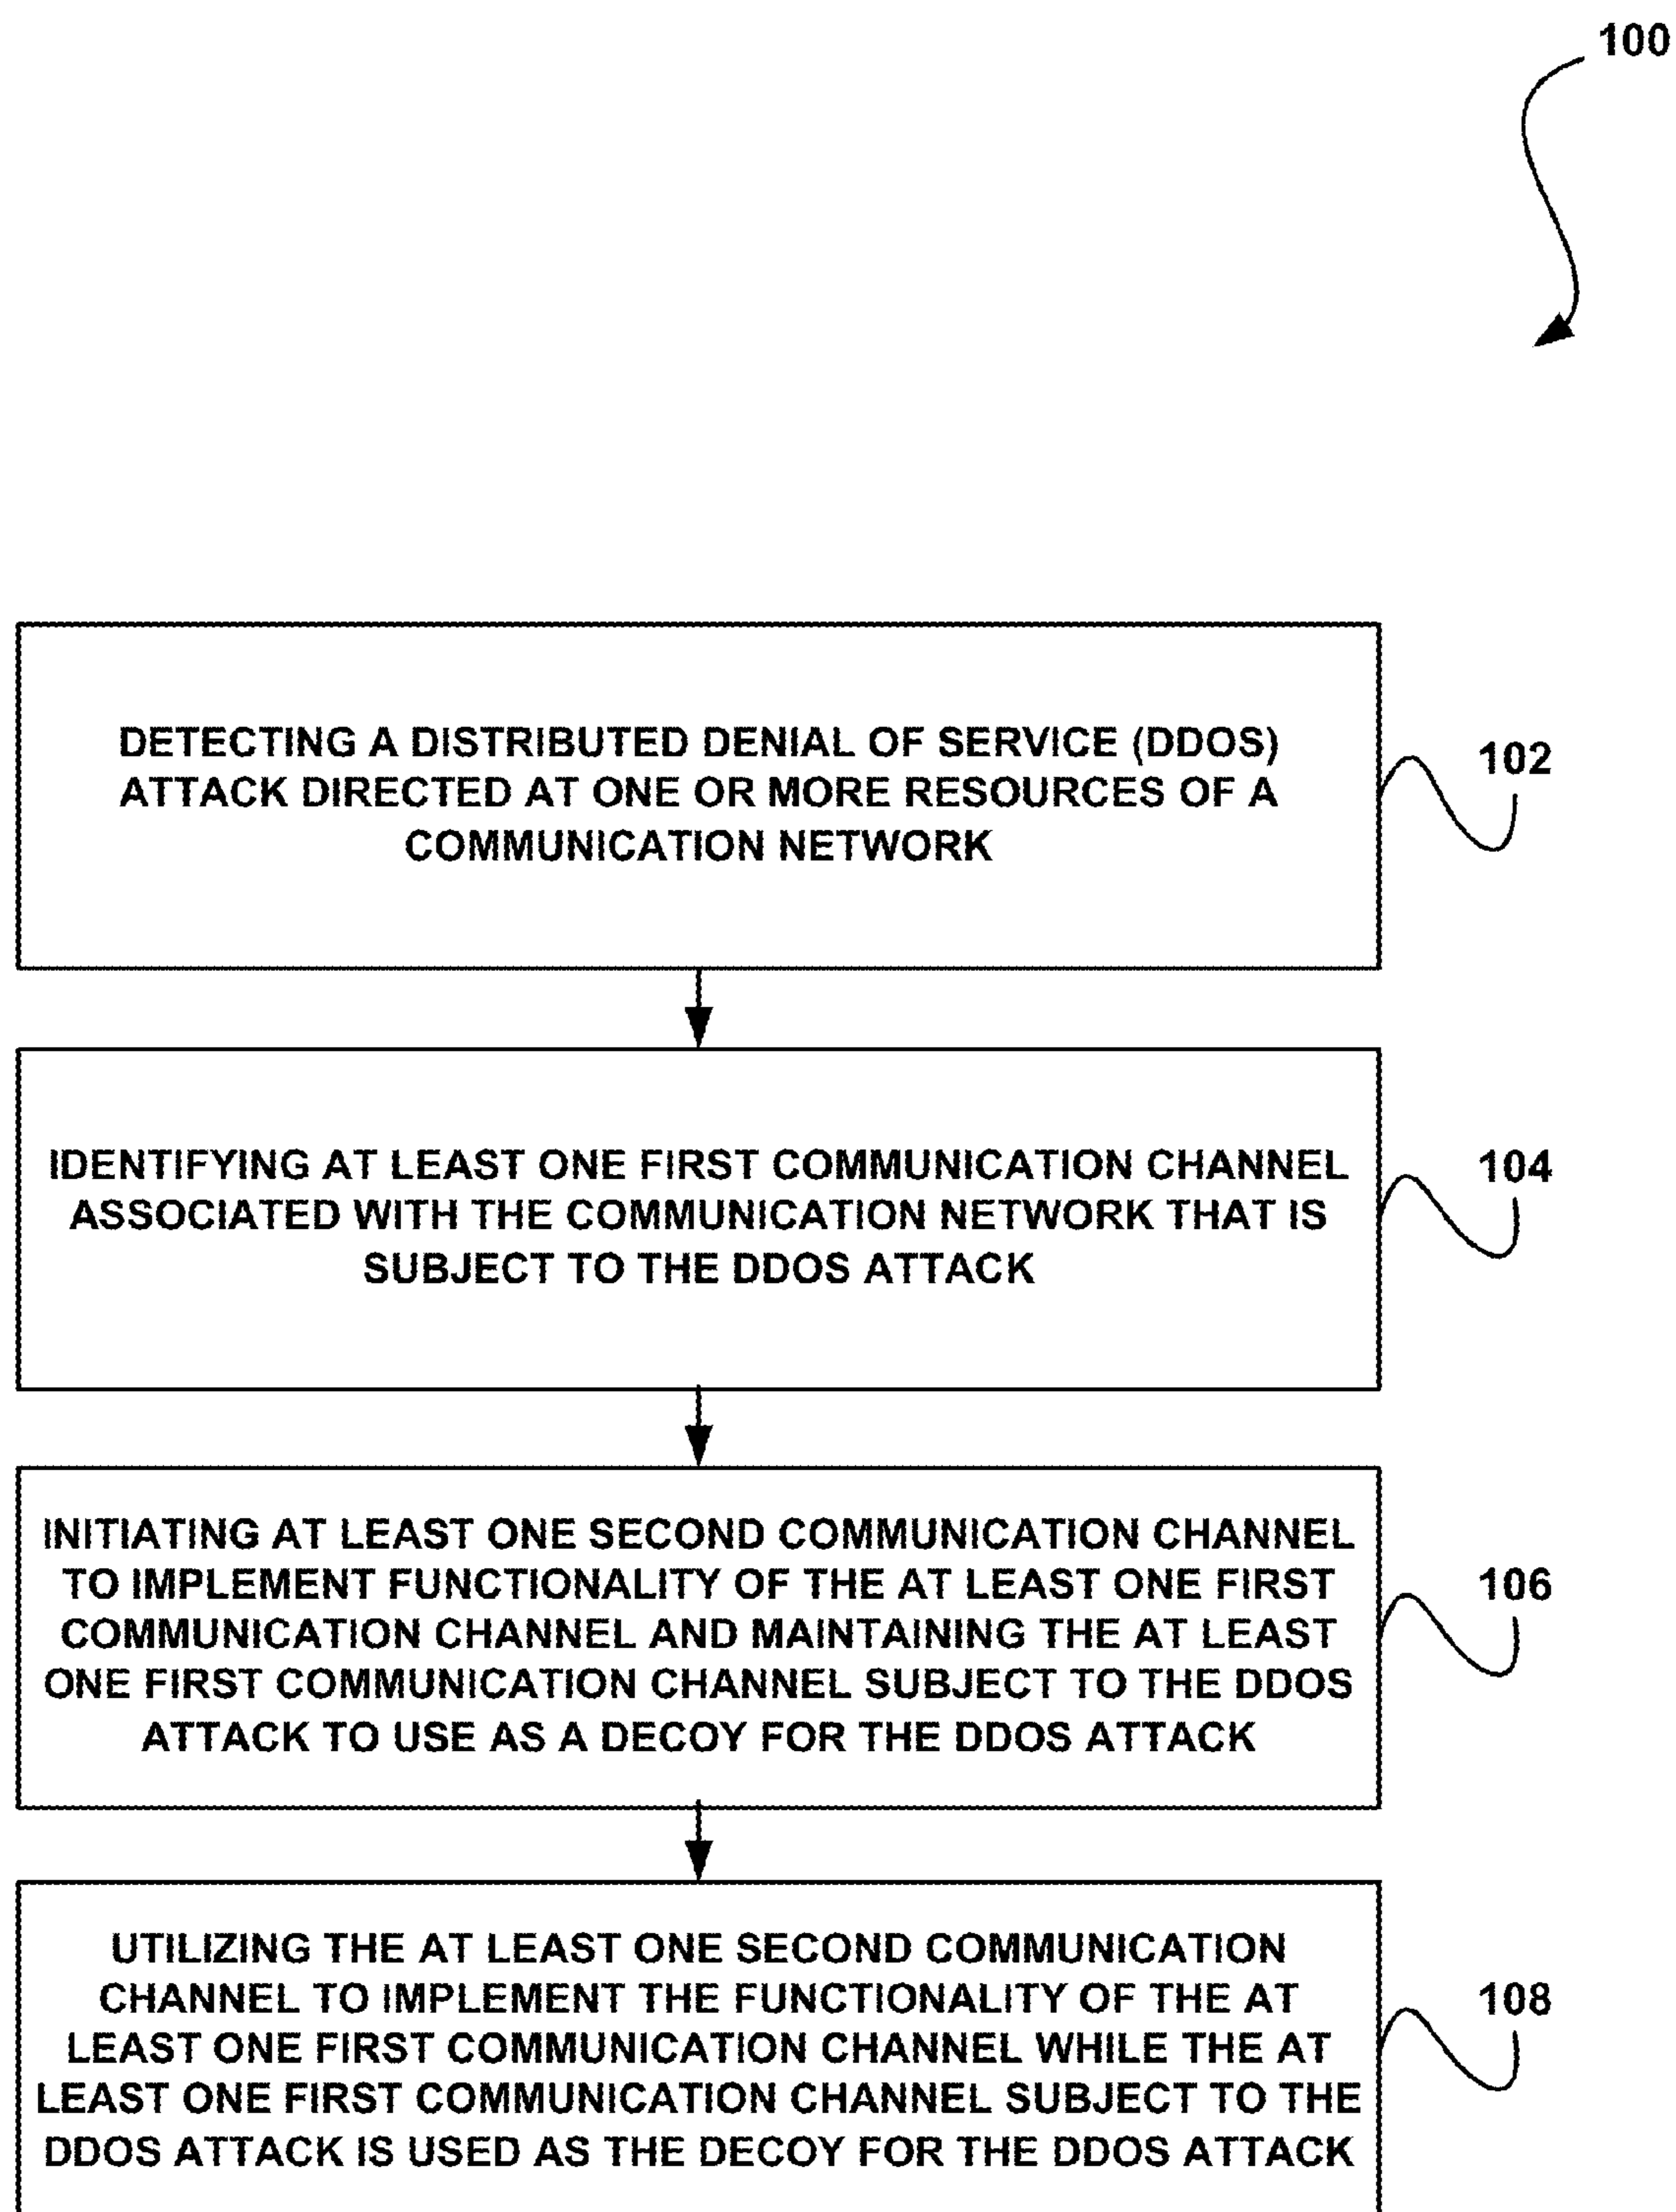 100
DETECTING A DISTRIBUTED DENIAL OF SERVICE (DDOS)
ATTACK DIRECTED AT ONE OR MORE RESOURCES OF A
COMMUNICATION NETWORK
102
IDENTIFYING AT LEAST ONE FIRST COMMUNICATION CHANNEL
ASSOCIATED WITH THE COMMUNICATION NETWORK THAT IS
SUBJECT TO THE DDOS ATTACK
104
INITIATING AT LEAST ONE SECOND COMMUNICATION CHANNEL
TO IMPLEMENT FUNCTIONALITY OF THE AT LEAST ONE FIRST
COMMUNICATION CHANNEL AND MAINTAINING THE AT LEAST
ONE FIRST COMMUNICATION CHANNEL SUBJECT TO THE DDOS
ATTACK TO USE AS A DECOY FOR THE DDOS ATTACK
106
UTILIZING THE AT LEAST ONE SECOND COMMUNICATION
CHANNEL TO IMPLEMENT THE FUNCTIONALITY OF THE AT
LEAST ONE FIRST COMMUNICATION CHANNEL WHILE THE AT
LEAST ONE FIRST COMMUNICATION CHANNEL SUBJECT TO THE
DDOS ATTACK IS USED AS THE DECOY FOR THE DDOS ATTACK
108